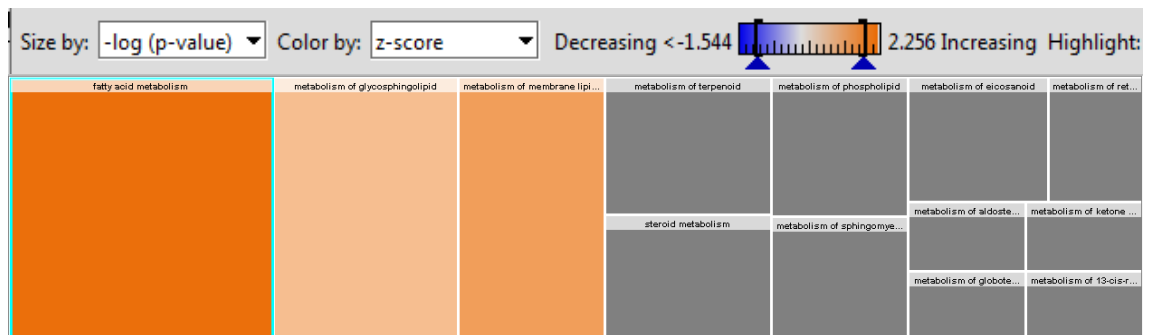 Size by: -log (p-value) Color by: z-score Decreasing <-1.544 2.256 Increasing Highlight:
fatty acid metabolism
metabolism of glycosphingolipid
metabolism of membrane lipi...
metabolism of terpenoid
metabolism of phospholipid
metabolism of eicosanoid
metabolism of ret...
metabolism of aldoste...
metabolism of ketone ...
steroid metabolism
metabolism of sphingomye...
metabolism of globote...
metabolism of 13-cis-r...